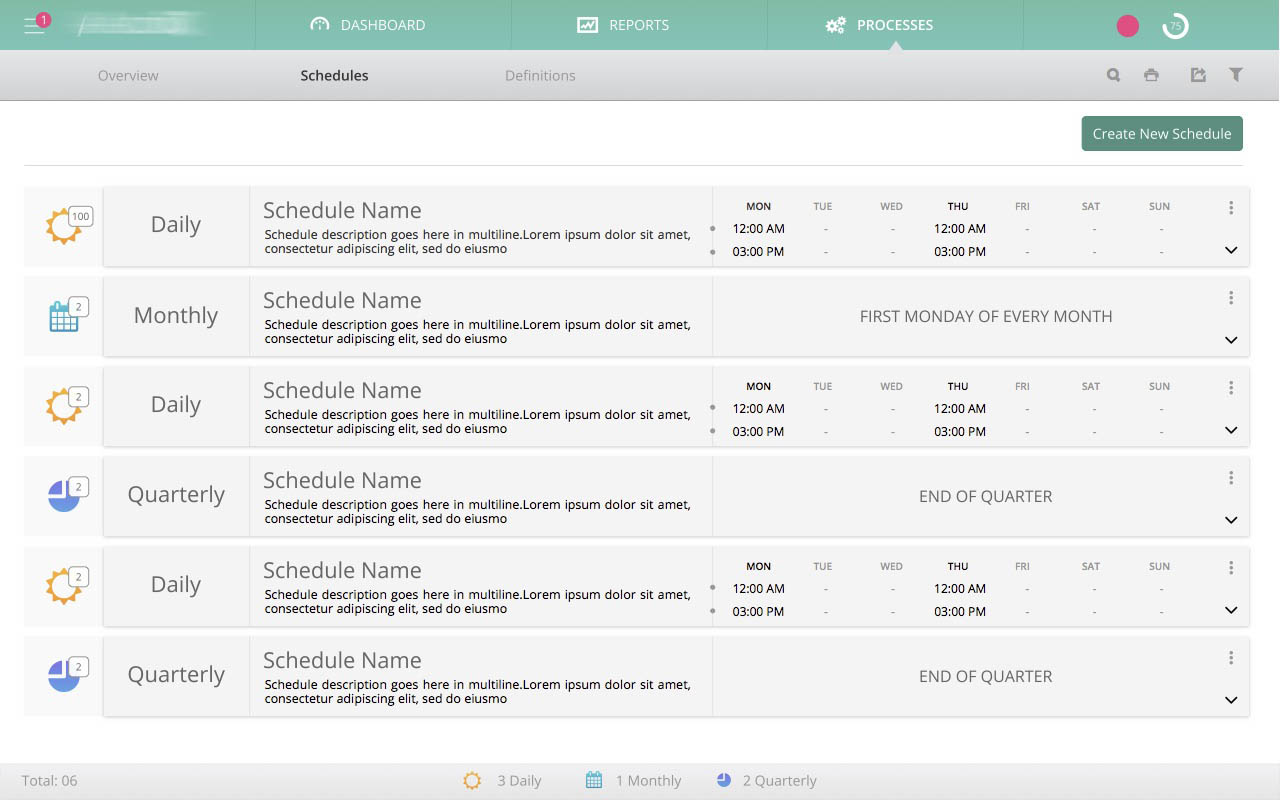 1
DASHBOARD
REPORTS
PROCESSES
75
Overview
Schedules
Definitions
Create New Schedule
100
Daily
Schedule Name
Schedule description goes here in multiline.Lorem ipsum dolor sit amet,
consectetur adipiscing elit, sed do eiusmo
MON TUE WED THU FRI SAT SUN
12:00 AM - - 12:00 AM - - -
03:00 PM - - 03:00 PM - - -
2
Monthly
Schedule Name
Schedule description goes here in multiline.Lorem ipsum dolor sit amet,
consectetur adipiscing elit, sed do eiusmo
FIRST MONDAY OF EVERY MONTH
2
Daily
Schedule Name
Schedule description goes here in multiline.Lorem ipsum dolor sit amet,
consectetur adipiscing elit, sed do eiusmo
MON TUE WED THU FRI SAT SUN
12:00 AM - - 12:00 AM - - -
03:00 PM - - 03:00 PM - - -
2
Quarterly
Schedule Name
Schedule description goes here in multiline.Lorem ipsum dolor sit amet,
consectetur adipiscing elit, sed do eiusmo
END OF QUARTER
2
Daily
Schedule Name
Schedule description goes here in multiline.Lorem ipsum dolor sit amet,
consectetur adipiscing elit, sed do eiusmo
MON TUE WED THU FRI SAT SUN
12:00 AM - - 12:00 AM - - -
03:00 PM - - 03:00 PM - - -
2
Quarterly
Schedule Name
Schedule description goes here in multiline.Lorem ipsum dolor sit amet,
consectetur adipiscing elit, sed do eiusmo
END OF QUARTER
Total: 06
3 Daily
1 Monthly
2 Quarterly